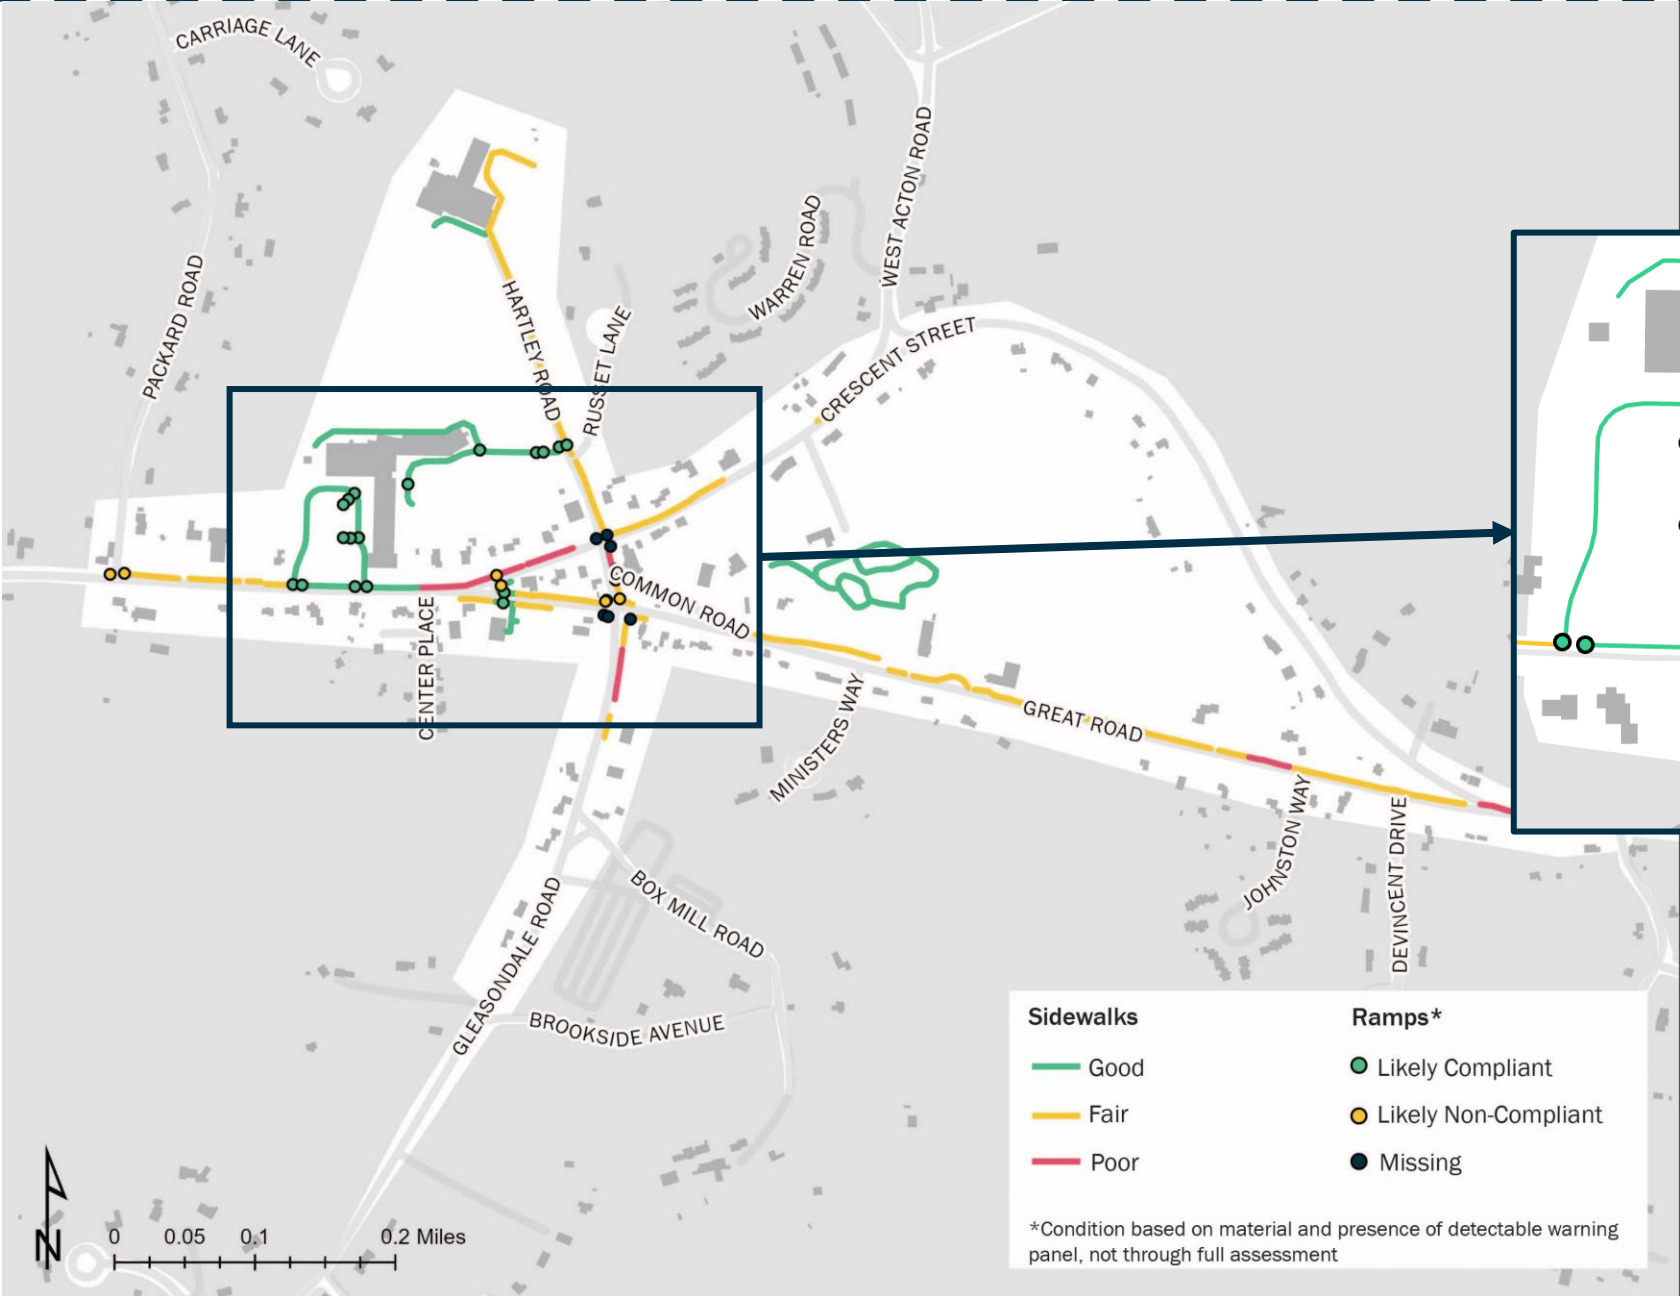 CARRIAGE LANE
WEST ACTON ROAD
WARREN ROAD
PACKARD ROAD
HARTLEY ROAD
RUSSET LANE
CRESCENT STREET
COMMON ROAD
CENTER PLACE
MINISTERS WAY
GREAT ROAD
JOHNSTON WAY
DEVINCENT DRIVE
BOX MILL ROAD
GLEASONDALE ROAD
BROOKSIDE AVENUE
Sidewalks
Good
Fair
Poor
Ramps*
Likely Compliant
Likely Non-Compliant
Missing
*Condition based on material and presence of detectable warning
panel, not through full assessment
N
0 0.05 0.1 0.2 Miles